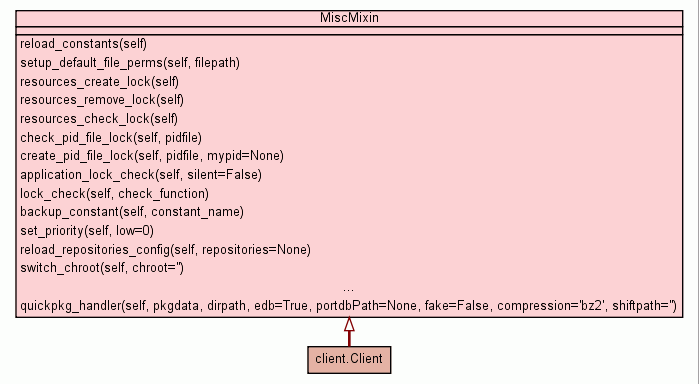 MiscMixin
reload_constants(self)
setup_default_file_perms(self, filepath)
resources_create_lock(self)
resources_remove_lock(self)
resources_check_lock(self)
check_pid_file_lock(self, pidfile)
create_pid_file_lock(self, pidfile, mypid=None)
application_lock_check(self, silent=False)
lock_check(self, check_function)
backup_constant(self, constant_name)
set_priority(self, low=0)
reload_repositories_config(self, repositories=None)
switch_chroot(self, chroot='')
...
quickpkg_handler(self, pkgdata, dirpath, edb=True, portdbPath=None, fake=False, compression='bz2', shiftpath='')
client.Client